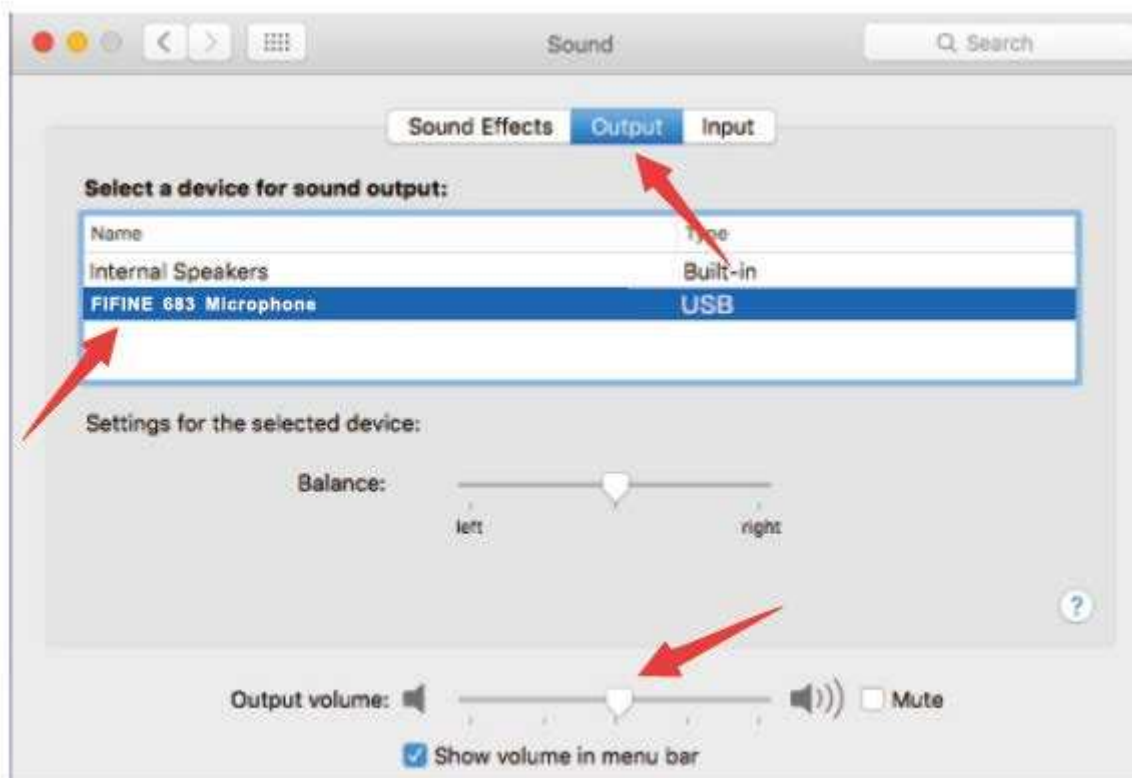 Sound
Search
Sound Effects Output Input
Select a device for sound output:
Name Type
Internal Speakers Built-in
FIFINE 683 Microphone USB
Settings for the selected device:
Balance:
left right
?
Output volume: Mute
Show volume in menu bar